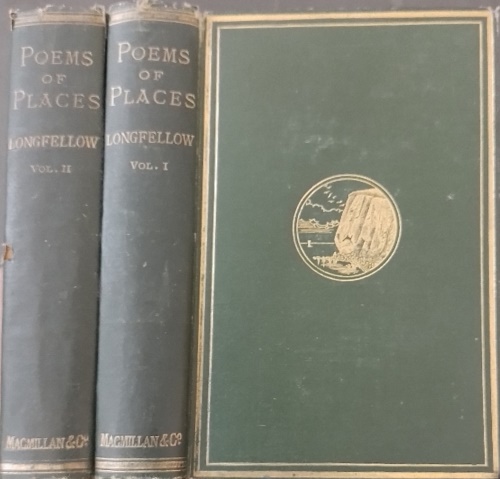 POEMS
OF
PLACES
LONGFELLOW
VOL. II
MACMILLAN & Co
POEMS
OF
PLACES
LONGFELLOW
VOL. I
MACMILLAN & Co